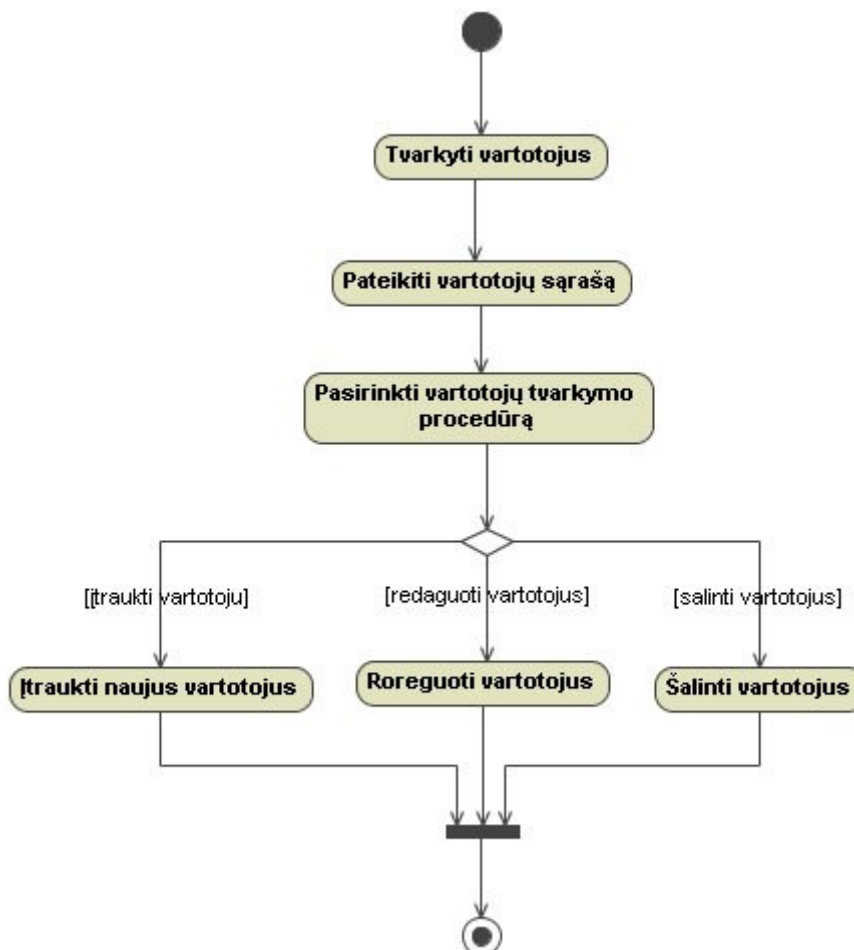 Tvarkyti vartotojus
Pateikiti vartotojų sąrašą
Pasirinkti vartotojų tvarkymo
procedūrą
[įtraukti vartotoju]
[redaguoti vartotojus]
[salinti vartotojus]
Įtraukti naujus vartotojus
Roreguoti vartotojus
Šalinti vartotojus